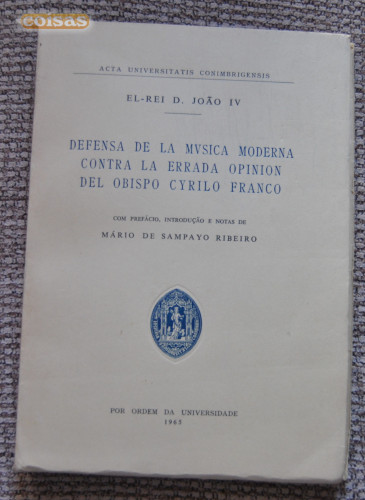 coisas
ACTA UNIVERSITATIS CONIMBRIGENSIS
EL-REI D. JOÃO IV
DEFENSA DE LA MVSICA MODERNA
CONTRA LA ERRADA OPINION
DEL OBISPO CYRILO FRANCO
COM PREFÁCIO, INTRODUÇÃO E NOTAS DE
MÁRIO DE SAMPAYO RIBEIRO
POR ORDEM DA UNIVERSIDADE
1965